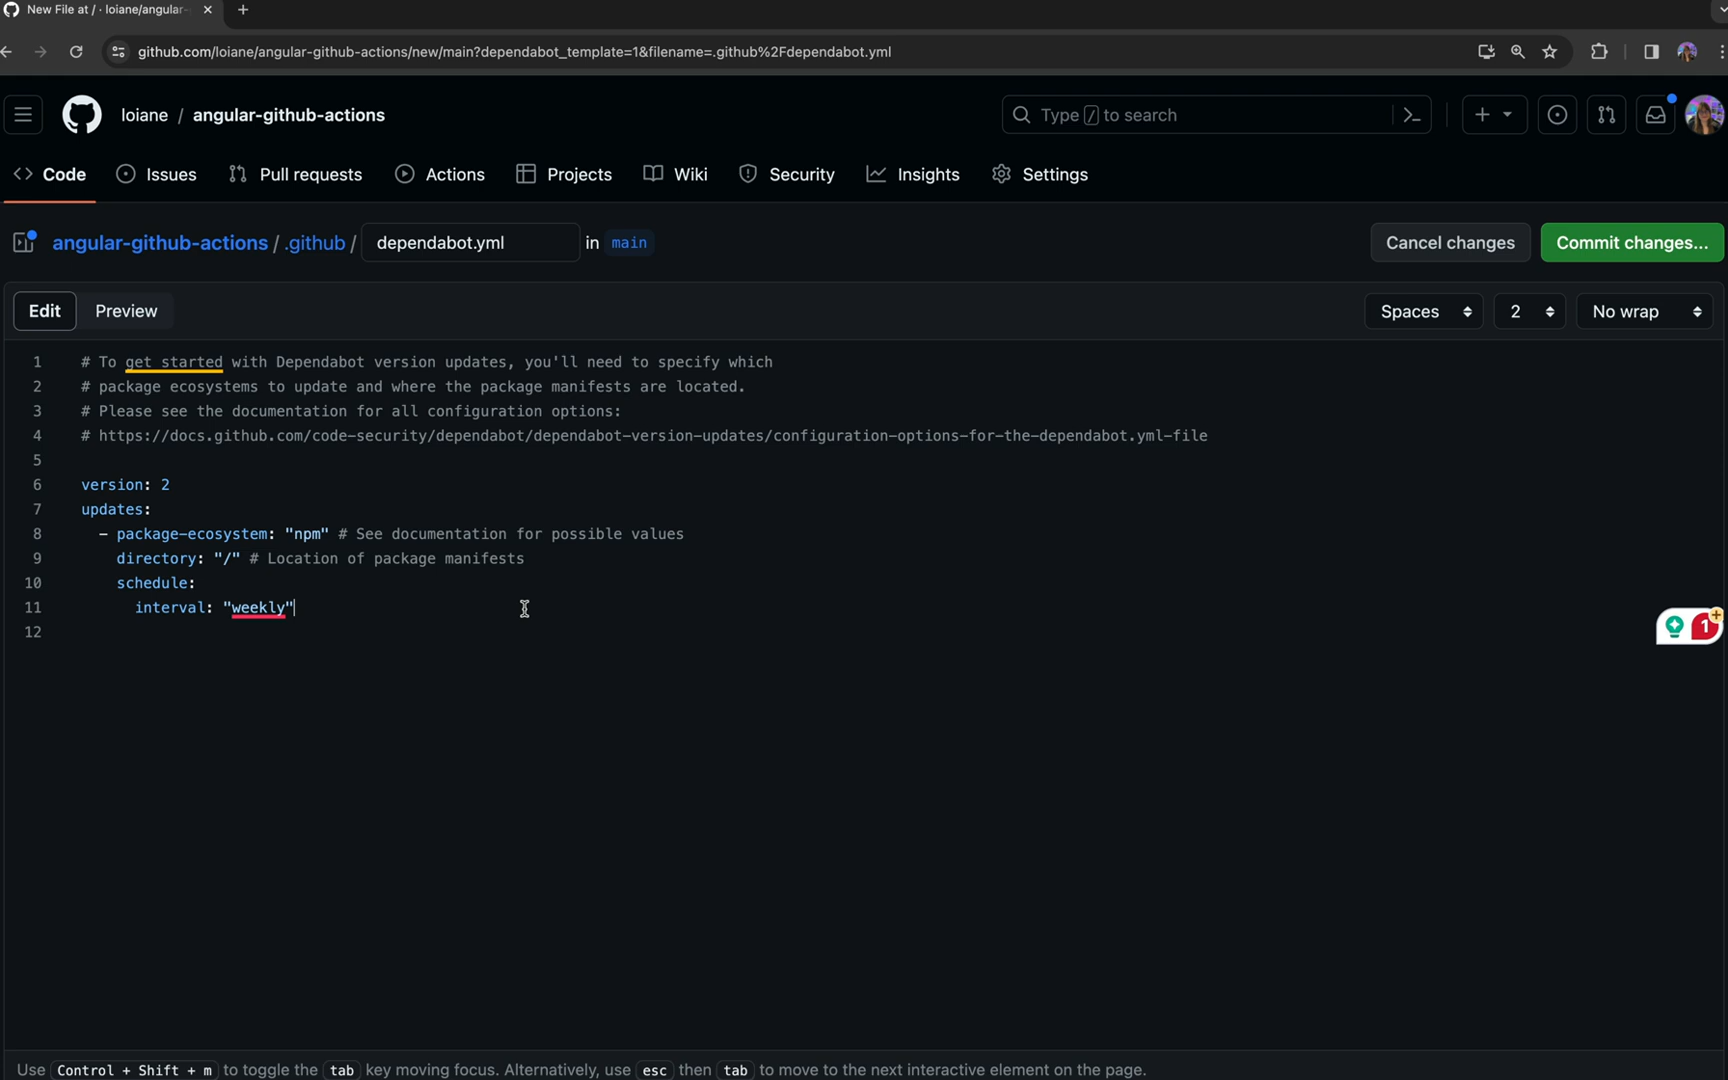 New File at / · loiane/angular-
github.com/loiane/angular-github-actions/new/main?dependabot_template=1&filename=.github%2Fdependabot.yml
loiane / angular-github-actions
Type / to search
Code Issues Pull requests Actions Projects Wiki Security Insights Settings
angular-github-actions / .github / dependabot.yml in main
Cancel changes Commit changes...
Edit Preview Spaces 2 No wrap
1 # To get started with Dependabot version updates, you'll need to specify which
2 # package ecosystems to update and where the package manifests are located.
3 # Please see the documentation for all configuration options:
4 # https://docs.github.com/code-security/dependabot/dependabot-version-updates/configuration-options-for-the-dependabot.yml-file
5
6 version: 2
7 updates:
8 - package-ecosystem: "npm" # See documentation for possible values
9 directory: "/" # Location of package manifests
10 schedule:
11 interval: "weekly"
12
1
Use Control + Shift + m to toggle the tab key moving focus. Alternatively, use esc then tab to move to the next interactive element on the page.